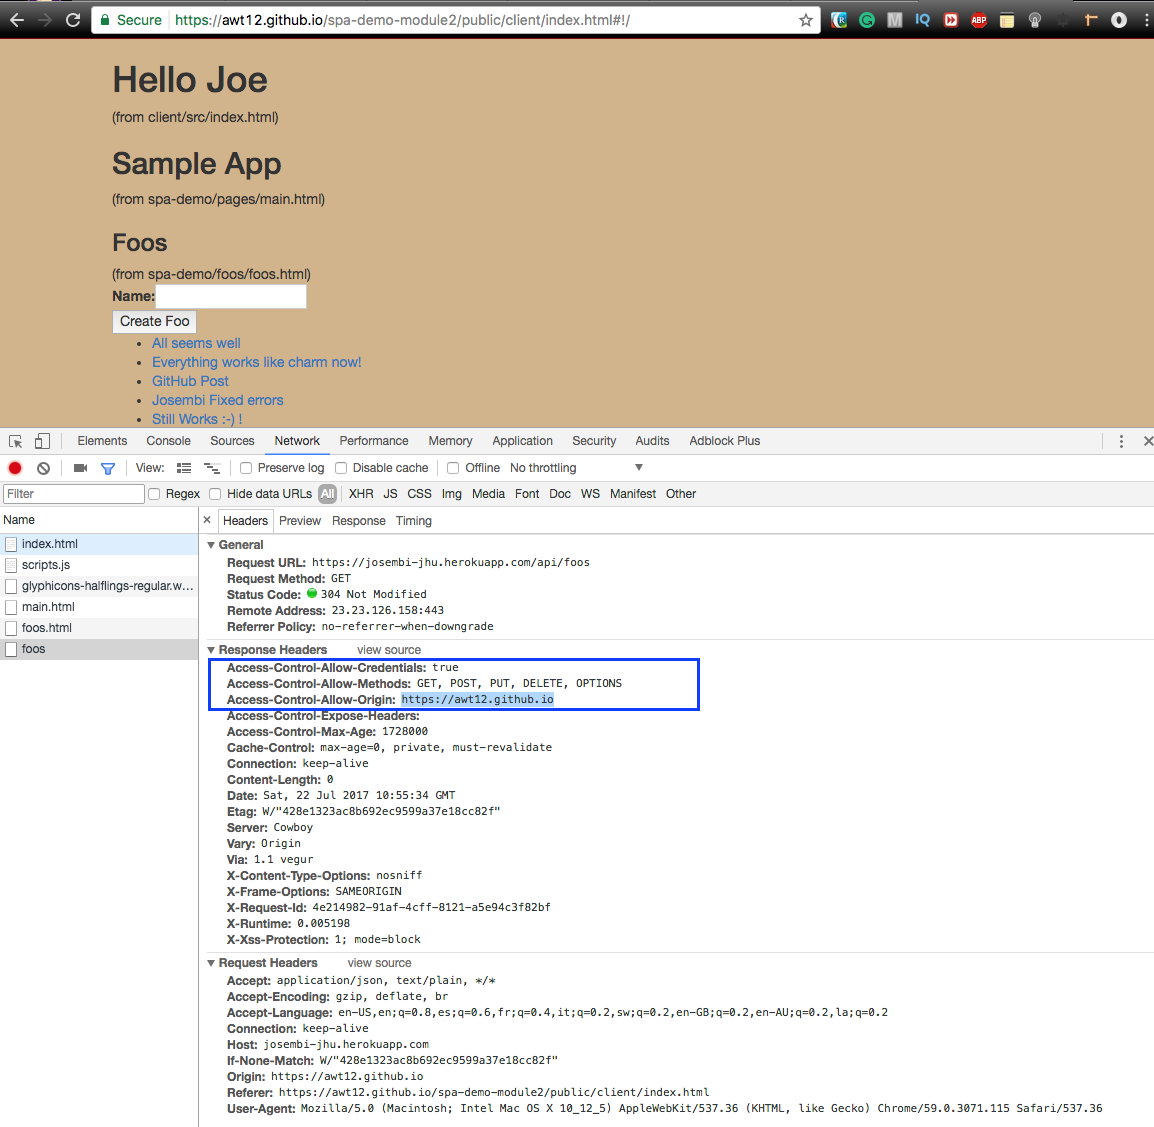 Secure https://awt12.github.io/spa-demo-module2/public/client/index.html#!/
IQ ABP
Hello Joe
(from client/src/index.html)
Sample App
(from spa-demo/pages/main.html)
Foos
(from spa-demo/foos/foos.html)
Name:
Create Foo
All seems well
Everything works like charm now!
GitHub Post
Josembi Fixed errors
Still Works :-) !
Elements Console Sources Network Performance Memory Application Security Audits Adblock Plus
View: Preserve log Disable cache Offline No throttling
Filter Regex Hide data URLs All XHR JS CSS Img Media Font Doc WS Manifest Other
Name
index.html
scripts.js
glyphicons-halflings-regular.w...
main.html
foos.html
foos
Headers Preview Response Timing
General
Request URL: https://josembi-jhu.herokuapp.com/api/foos
Request Method: GET
Status Code: 304 Not Modified
Remote Address: 23.23.126.158:443
Referrer Policy: no-referrer-when-downgrade
Response Headers view source
Access-Control-Allow-Credentials: true
Access-Control-Allow-Methods: GET, POST, PUT, DELETE, OPTIONS
Access-Control-Allow-Origin: https://awt12.github.io
Access-Control-Expose-Headers:
Access-Control-Max-Age: 1728000
Cache-Control: max-age=0, private, must-revalidate
Connection: keep-alive
Content-Length: 0
Date: Sat, 22 Jul 2017 10:55:34 GMT
Etag: W/"428e1323ac8b692ec9599a37e18cc82f"
Server: Cowboy
Vary: Origin
Via: 1.1 vegur
X-Content-Type-Options: nosniff
X-Frame-Options: SAMEORIGIN
X-Request-Id: 4e214982-91af-4cff-8121-a5e94c3f82bf
X-Runtime: 0.005198
X-Xss-Protection: 1; mode=block
Request Headers view source
Accept: application/json, text/plain, */*
Accept-Encoding: gzip, deflate, br
Accept-Language: en-US,en;q=0.8,es;q=0.6,fr;q=0.4,it;q=0.2,sw;q=0.2,en-GB;q=0.2,en-AU;q=0.2,la;q=0.2
Connection: keep-alive
Host: josembi-jhu.herokuapp.com
If-None-Match: W/"428e1323ac8b692ec9599a37e18cc82f"
Origin: https://awt12.github.io
Referer: https://awt12.github.io/spa-demo-module2/public/client/index.html
User-Agent: Mozilla/5.0 (Macintosh; Intel Mac OS X 10_12_5) AppleWebKit/537.36 (KHTML, like Gecko) Chrome/59.0.3071.115 Safari/537.36